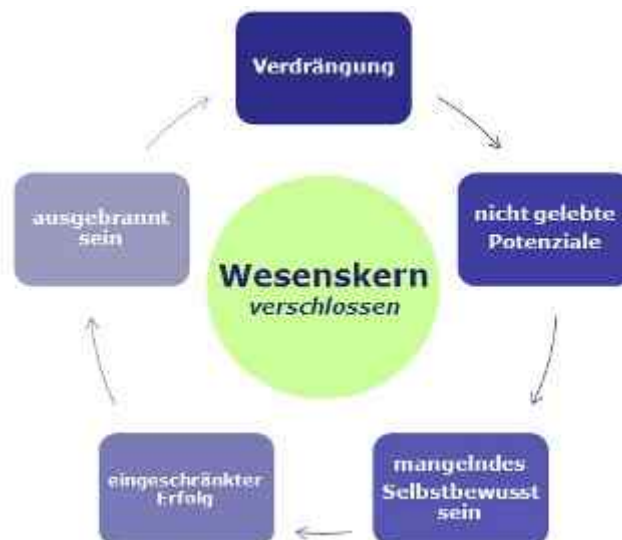 Verdrängung
nicht gelebte
Potenziale
mangelndes
Selbstbewusst
sein
eingeschränkter
Erfolg
ausgebrannt
sein
Wesenskern
verschlossen